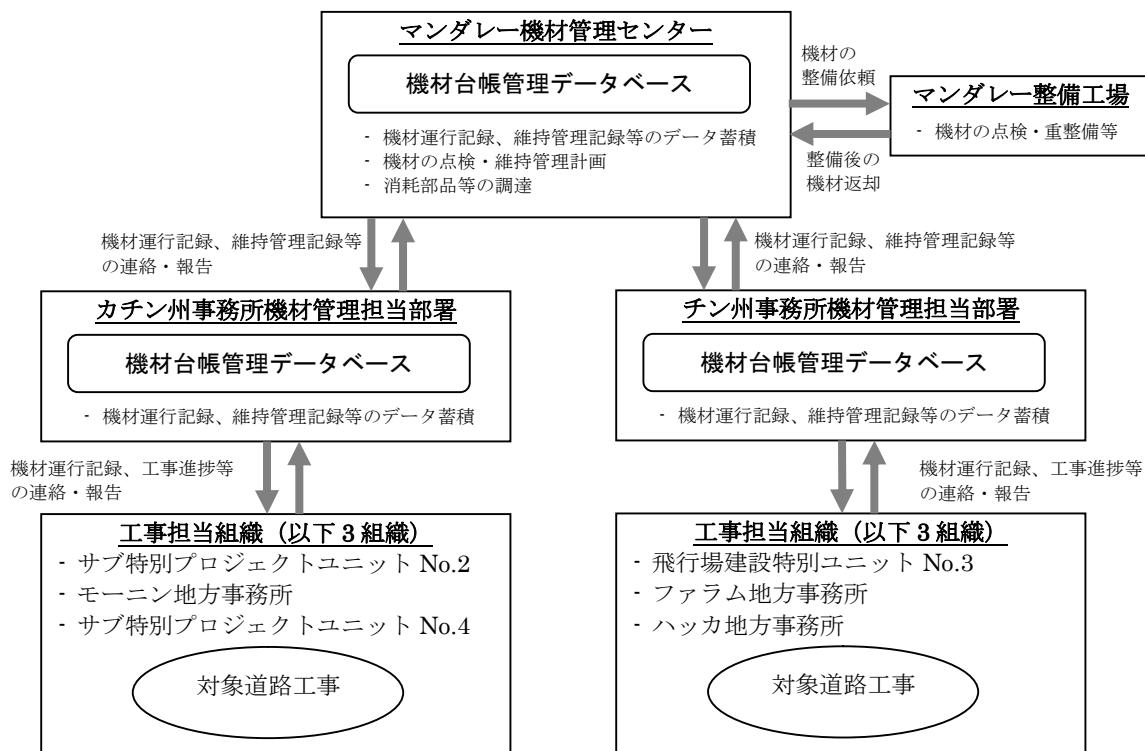 マンダレー機材管理センター
機材台帳管理データベース
- 機材運行記録、維持管理記録等のデータ蓄積
- 機材の点検・維持管理計画
- 消耗部品等の調達
機材の
整備依頼
マンダレー整備工場
- 機材の点検・重整備等
整備後の
機材返却
機材運行記録、維持管理記録等
の連絡・報告
機材運行記録、維持管理記録等
の連絡・報告
カチン州事務所機材管理担当部署
機材台帳管理データベース
- 機材運行記録、維持管理記録等のデータ蓄積
チン州事務所機材管理担当部署
機材台帳管理データベース
- 機材運行記録、維持管理記録等のデータ蓄積
機材運行記録、工事進捗等
の連絡・報告
機材運行記録、工事進捗等
の連絡・報告
工事担当組織（以下 3 組織）
- サブ特別プロジェクトユニット No.2
- モーニン地方事務所
- サブ特別プロジェクトユニット No.4
対象道路工事
工事担当組織（以下 3 組織）
- 飛行場建設特別ユニット No.3
- ファラム地方事務所
- ハッカ地方事務所
対象道路工事